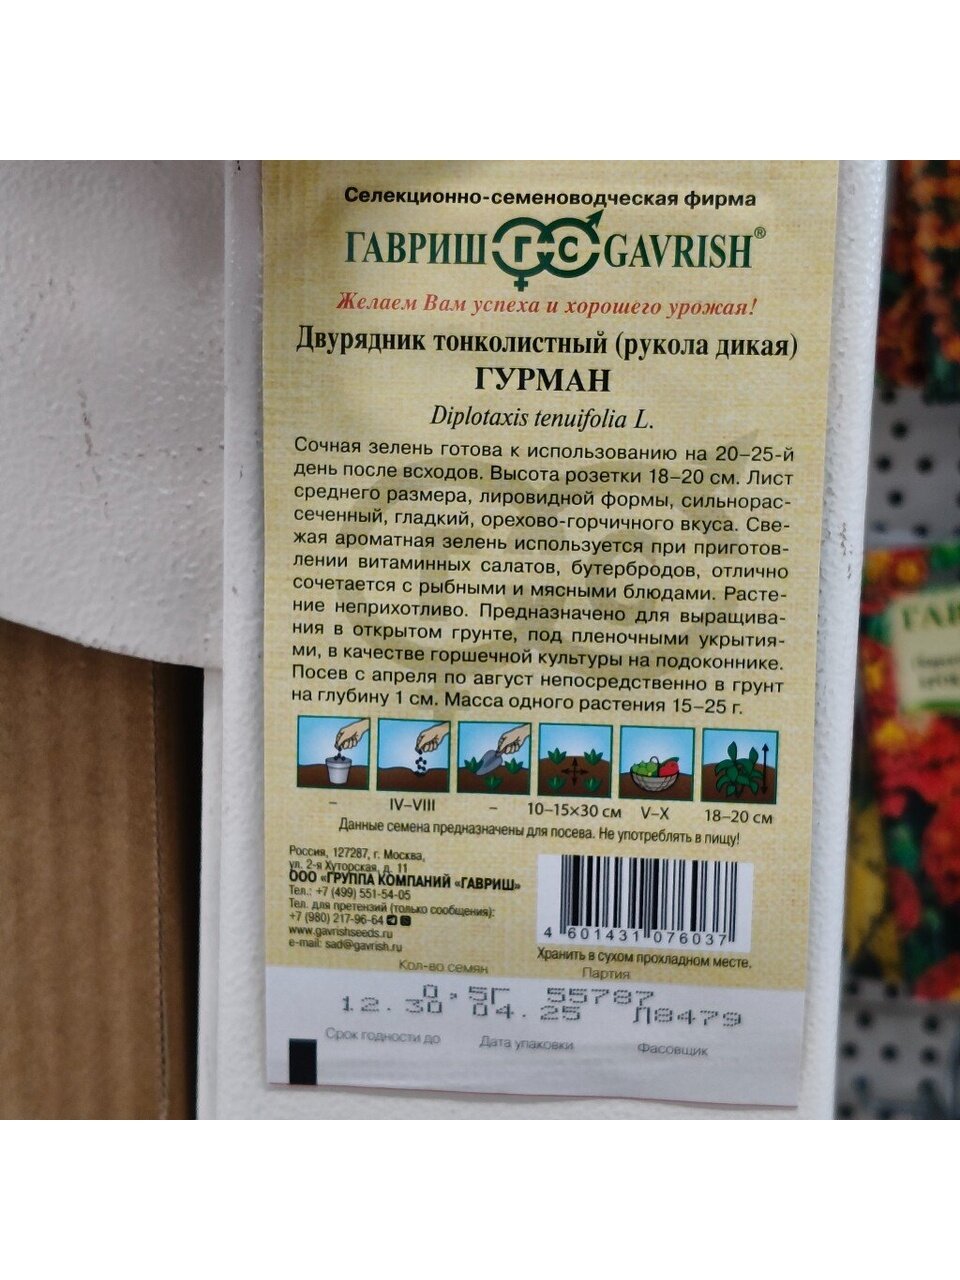 Селекционно-семеноводческая фирма
ГАВРИШ ГС GAVRISH®
Желаем Вам успеха и хорошего урожая!
Двурядник тонколистный (рукола дикая)
ГУРМАН
Diplotaxis tenuifolia L.
Сочная зелень готова к использованию на 20–25-й
день после всходов. Высота розетки 18–20 см. Лист
среднего размера, лировидной формы, сильнорас-
сеченный, гладкий, орехово-горчичного вкуса. Све-
жая ароматная зелень используется при приготов-
лении витаминных салатов, бутербродов, отлично
сочетается с рыбными и мясными блюдами. Расте-
ние неприхотливо. Предназначено для выращива-
ния в открытом грунте, под пленочными укрытия-
ми, в качестве горшечной культуры на подоконнике.
Посев с апреля по август непосредственно в грунт
на глубину 1 см. Масса одного растения 15–25 г.
– IV–VIII – 10–15×30 см V–X 18–20 см
Данные семена предназначены для посева. Не употреблять в пищу!
Россия, 127287, г. Москва,
ул. 2-я Хуторская, д. 11
ООО «ГРУППА КОМПАНИЙ «ГАВРИШ»
Тел.: +7 (499) 551-54-05
Тел. для претензий (только сообщения):
+7 (980) 217-96-64
www.gavrishseeds.ru
e-mail: sad@gavrish.ru
4 601431 076037
Хранить в сухом прохладном месте.
Кол-во семян Партия
0,5Г 55787
12.30 04.25 Л8479
Срок годности до Дата упаковки Фасовщик